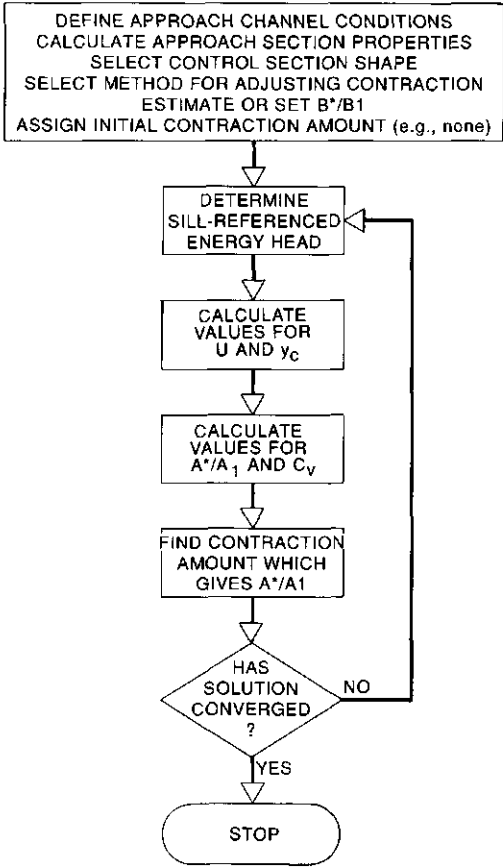 DEFINE APPROACH CHANNEL CONDITIONS
CALCULATE APPROACH SECTION PROPERTIES
SELECT CONTROL SECTION SHAPE
SELECT METHOD FOR ADJUSTING CONTRACTION
ESTIMATE OR SET B*/B1
ASSIGN INITIAL CONTRACTION AMOUNT (e.g., none)
DETERMINE
SILL-REFERENCED
ENERGY HEAD
CALCULATE
VALUES FOR
U AND yc
CALCULATE
VALUES FOR
A*/A1 AND Cv
FIND CONTRACTION
AMOUNT WHICH
GIVES A*/A1
HAS
SOLUTION
CONVERGED
?
NO
YES
STOP